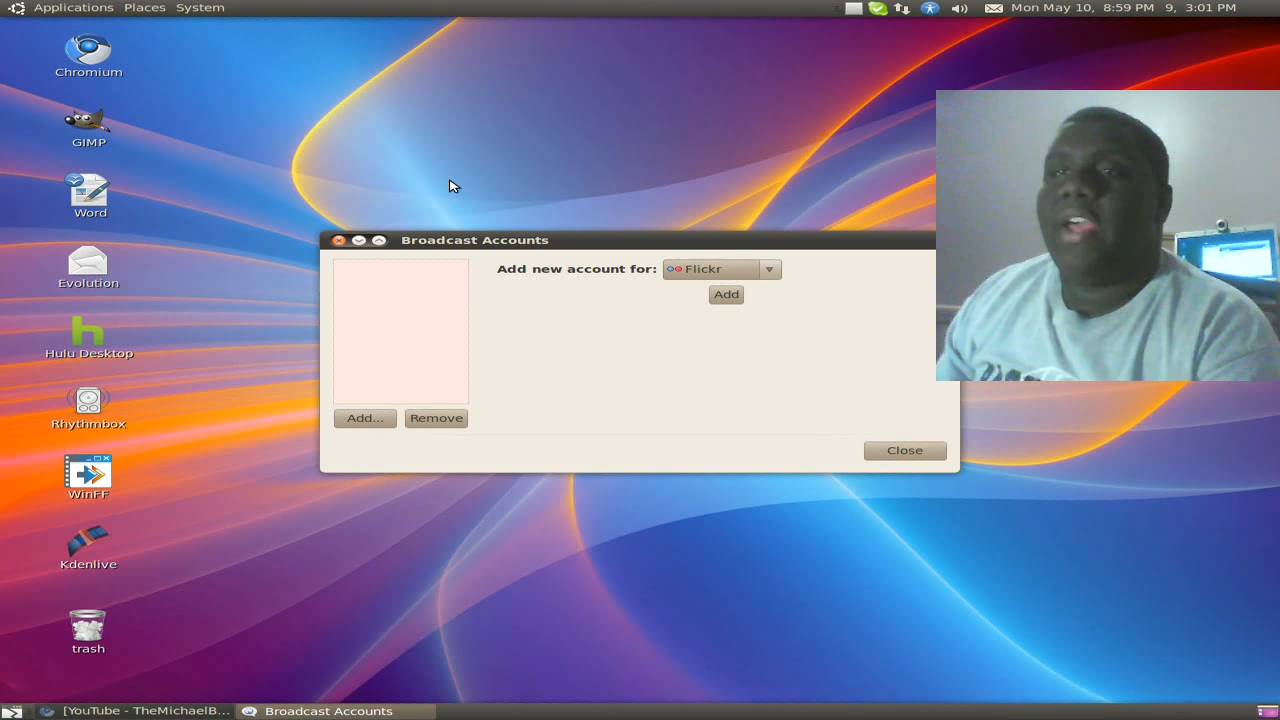 Applications Places System
Mon May 10, 8:59 PM 9, 3:01 PM
Chromium
GIMP
Word
Evolution
Hulu Desktop
Rhythmbox
WinFF
Kdenlive
trash
Broadcast Accounts
Add new account for: Flickr
Add
Add... Remove
Close
[YouTube - TheMichaelB... Broadcast Accounts